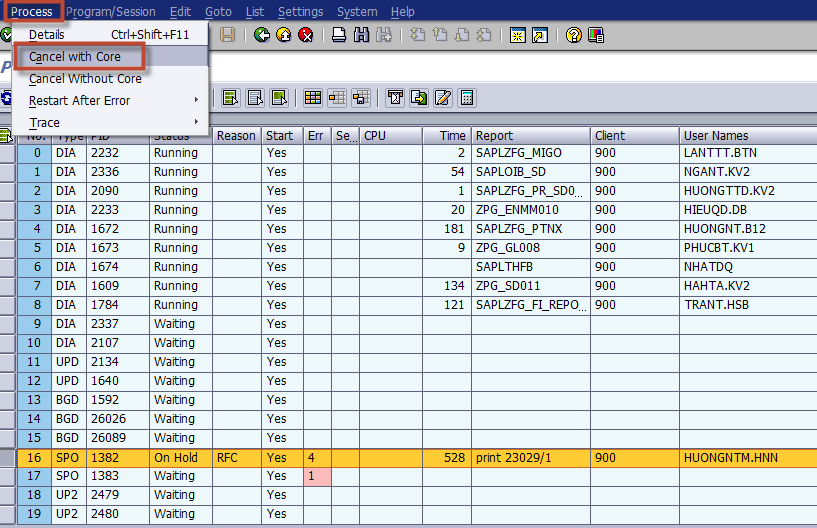 Process Program/Session Edit Goto List Settings System Help
Details Ctrl+Shift+F11
Cancel with Core
Cancel Without Core
Restart After Error
Trace
No. Type PID Status Reason Start Err Se... CPU Time Report Client User Names
0 DIA 2232 Running Yes 2 SAPLZFG_MIGO 900 LANTTT.BTN
1 DIA 2336 Running Yes 54 SAPLOIB_SD 900 NGANT.KV2
2 DIA 2090 Running Yes 1 SAPLZFG_PR_SD0... 900 HUONGTTD.KV2
3 DIA 2233 Running Yes 20 ZPG_ENMM010 900 HIEUQD.DB
4 DIA 1672 Running Yes 181 SAPLZFG_PTNX 900 HUONGNT.B12
5 DIA 1673 Running Yes 9 ZPG_GL008 900 PHUCBT.KV1
6 DIA 1674 Running Yes SAPLTHFB 900 NHATDQ
7 DIA 1609 Running Yes 134 ZPG_SD011 900 HAHTA.KV2
8 DIA 1784 Running Yes 121 SAPLZFG_FI_REPO... 900 TRANT.HSB
9 DIA 2337 Waiting Yes
10 DIA 2107 Waiting Yes
11 UPD 2134 Waiting Yes
12 UPD 1640 Waiting Yes
13 BGD 1592 Waiting Yes
14 BGD 26026 Waiting Yes
15 BGD 26089 Waiting Yes
16 SPO 1382 On Hold RFC Yes 4 528 print 23029/1 900 HUONGNTM.HNN
17 SPO 1383 Waiting Yes 1
18 UP2 2479 Waiting Yes
19 UP2 2480 Waiting Yes